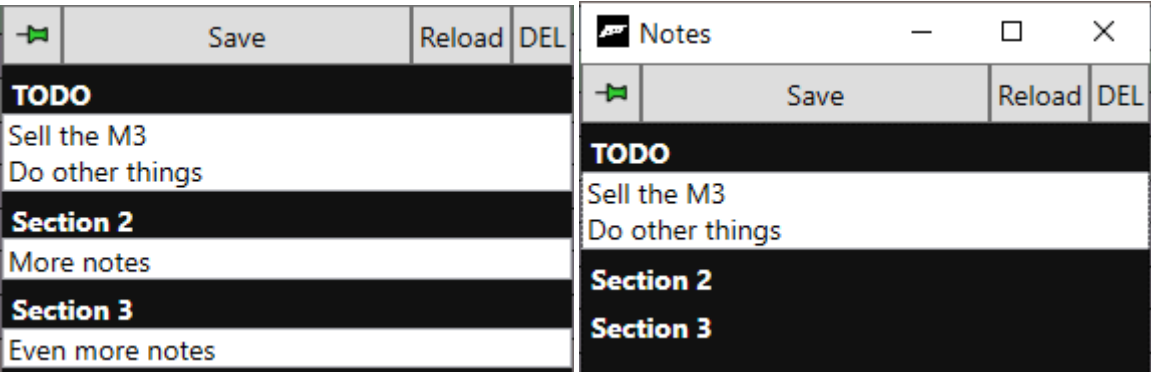 Save Reload DEL
TODO
Sell the M3
Do other things
Section 2
More notes
Section 3
Even more notes
Notes
Save Reload DEL
TODO
Sell the M3
Do other things
Section 2
Section 3